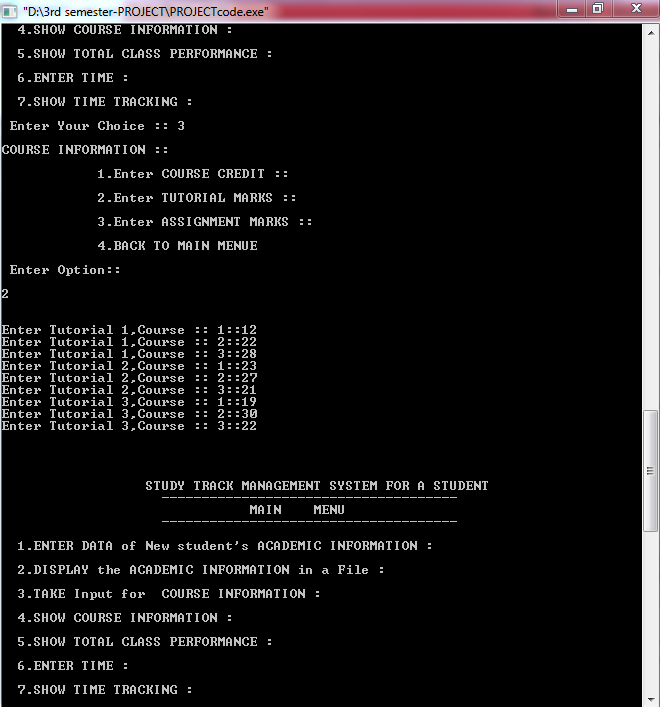 "D:\3rd semester-PROJECT\PROJECTcode.exe"
4.SHOW COURSE INFORMATION :
5.SHOW TOTAL CLASS PERFORMANCE :
6.ENTER TIME :
7.SHOW TIME TRACKING :
Enter Your Choice :: 3
COURSE INFORMATION ::
1.Enter COURSE CREDIT ::
2.Enter TUTORIAL MARKS ::
3.Enter ASSIGNMENT MARKS ::
4.BACK TO MAIN MENUE
Enter Option::
2
Enter Tutorial 1,Course :: 1::12
Enter Tutorial 1,Course :: 2::22
Enter Tutorial 1,Course :: 3::28
Enter Tutorial 2,Course :: 1::23
Enter Tutorial 2,Course :: 2::27
Enter Tutorial 2,Course :: 3::21
Enter Tutorial 3,Course :: 1::19
Enter Tutorial 3,Course :: 2::30
Enter Tutorial 3,Course :: 3::22
STUDY TRACK MANAGEMENT SYSTEM FOR A STUDENT
MAIN MENU
1.ENTER DATA of New student's ACADEMIC INFORMATION :
2.DISPLAY the ACADEMIC INFORMATION in a File :
3.TAKE Input for COURSE INFORMATION :
4.SHOW COURSE INFORMATION :
5.SHOW TOTAL CLASS PERFORMANCE :
6.ENTER TIME :
7.SHOW TIME TRACKING :